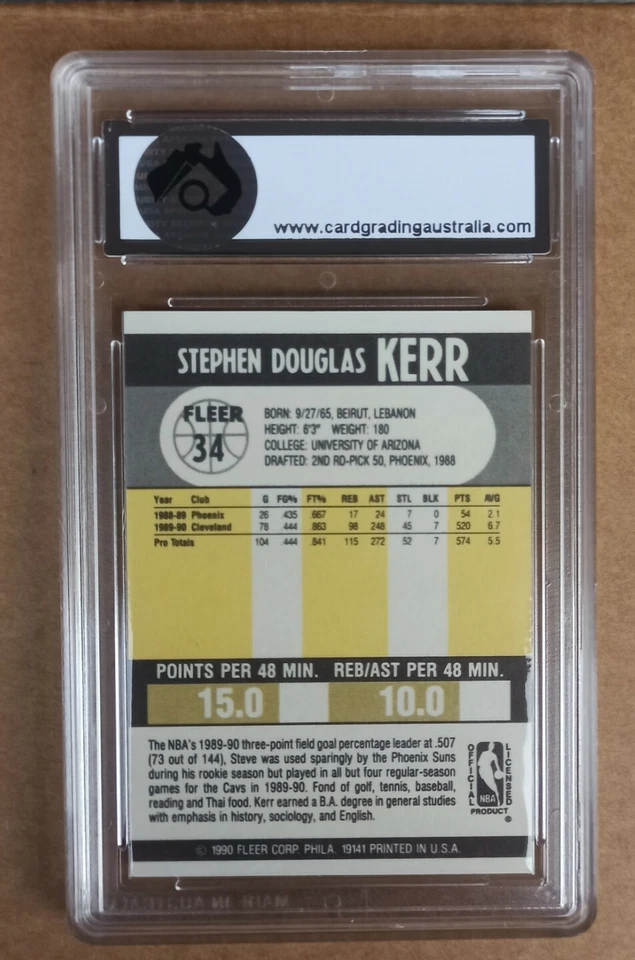 www.cardgradingaustralia.com
STEPHEN DOUGLAS KERR
FLEER
34
BORN: 9/27/65, BEIRUT, LEBANON
HEIGHT: 6'3" WEIGHT: 180
COLLEGE: UNIVERSITY OF ARIZONA
DRAFTED: 2ND RD-PICK 50, PHOENIX, 1988
Year Club G FG% FT% REB AST STL BLK PTS AVG
1988-89 Phoenix 26 .435 .667 17 24 7 0 54 2.1
1989-90 Cleveland 78 .444 .863 98 248 45 7 520 6.7
Pro Totals 104 .444 .841 115 272 52 7 574 5.5
POINTS PER 48 MIN. REB/AST PER 48 MIN.
15.0 10.0
The NBA's 1989-90 three-point field goal percentage leader at .507
(73 out of 144), Steve was used sparingly by the Phoenix Suns
during his rookie season but played in all but four regular-season
games for the Cavs in 1989-90. Fond of golf, tennis, baseball,
reading and Thai food. Kerr earned a B.A. degree in general studies
with emphasis in history, sociology, and English.
OFFICIAL LICENSED
NBA
PRODUCT
®
© 1990 FLEER CORP. PHILA. 19141 PRINTED IN U.S.A.